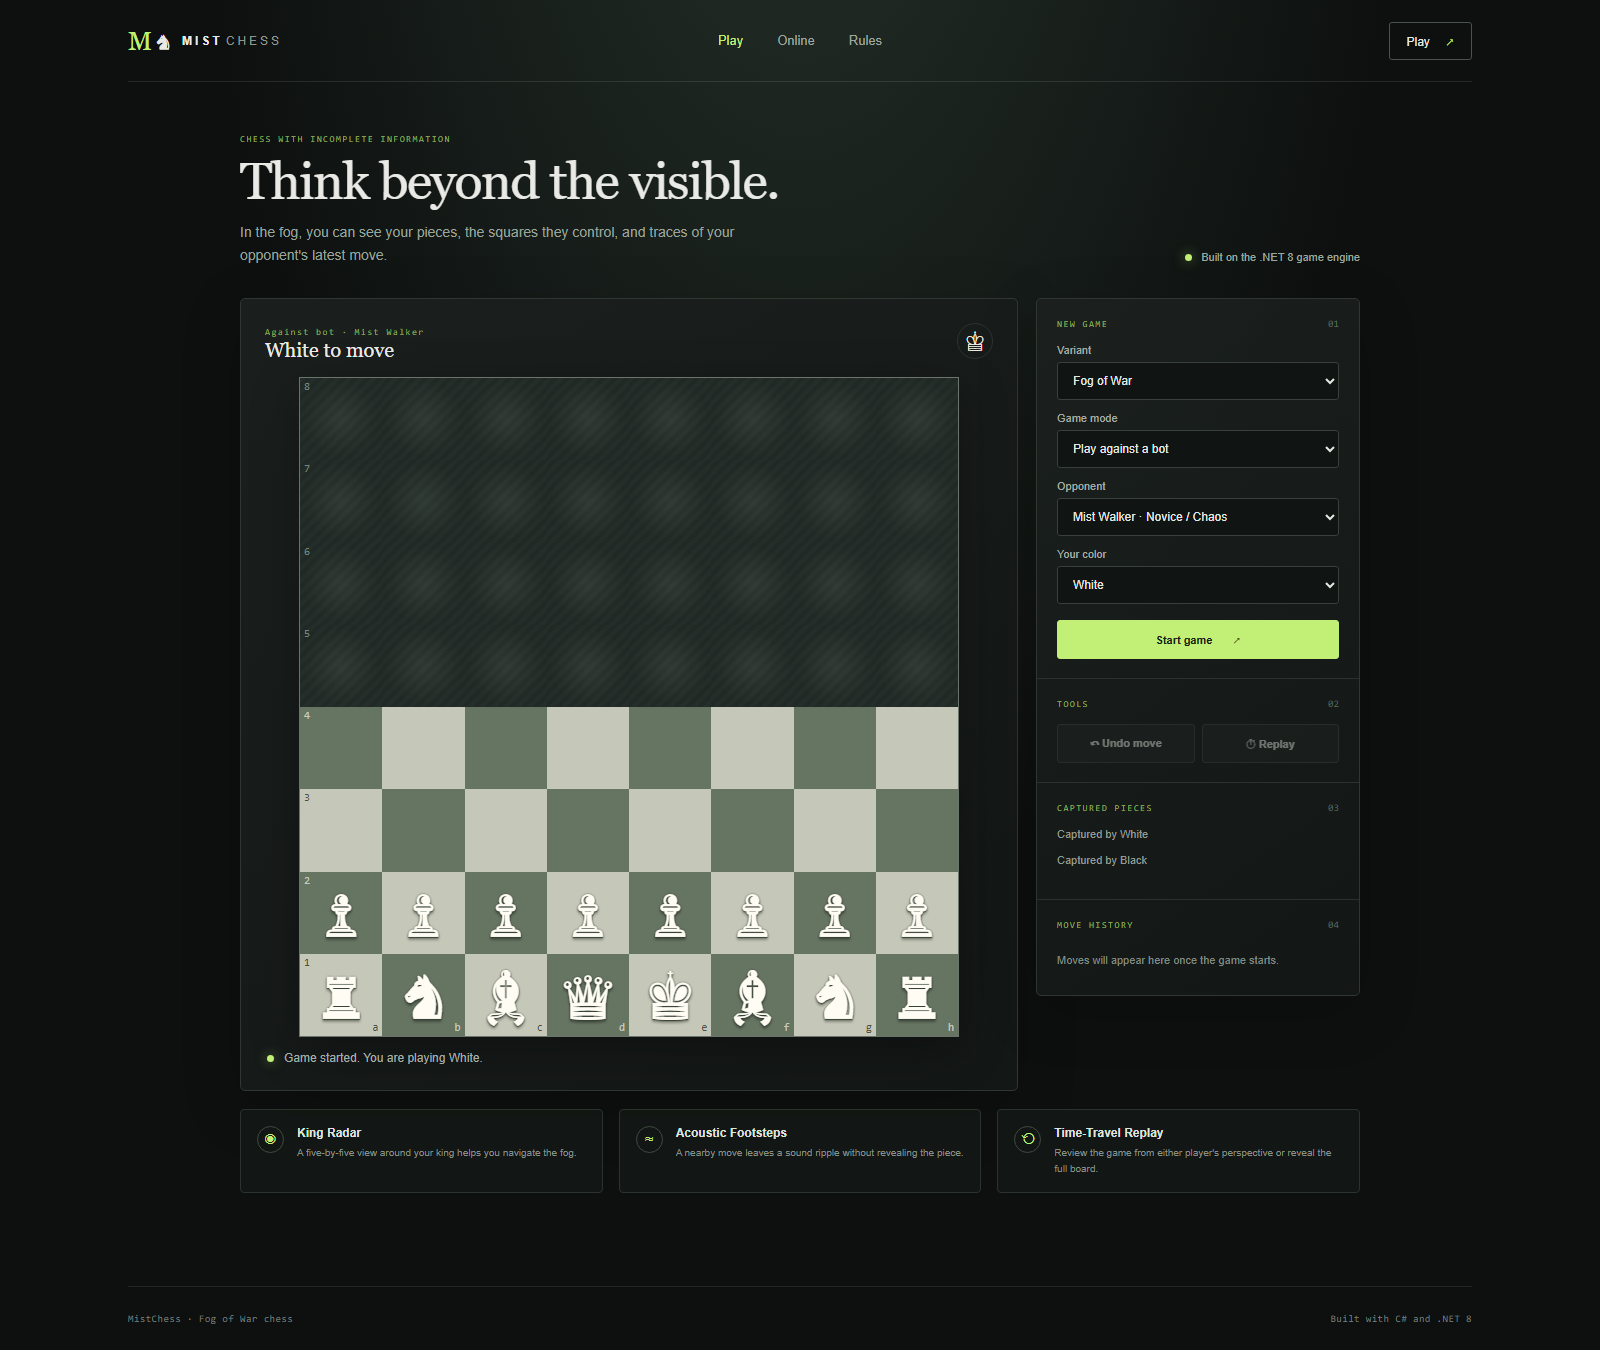 M MIST CHESS
Play
Online
Rules
Play ↗
CHESS WITH INCOMPLETE INFORMATION
Think beyond the visible.
In the fog, you can see your pieces, the squares they control, and traces of your
opponent's latest move.
Built on the .NET 8 game engine
Against bot · Mist Walker
White to move
8
7
6
5
4
3
2
1
a b c d e f g h
Game started. You are playing White.
NEW GAME 01
Variant
Fog of War
Game mode
Play against a bot
Opponent
Mist Walker · Novice / Chaos
Your color
White
Start game ↗
TOOLS 02
↶ Undo move
⏱ Replay
CAPTURED PIECES 03
Captured by White
Captured by Black
MOVE HISTORY 04
Moves will appear here once the game starts.
King Radar
A five-by-five view around your king helps you navigate the fog.
Acoustic Footsteps
A nearby move leaves a sound ripple without revealing the piece.
Time-Travel Replay
Review the game from either player's perspective or reveal the
full board.
MistChess · Fog of War chess
Built with C# and .NET 8